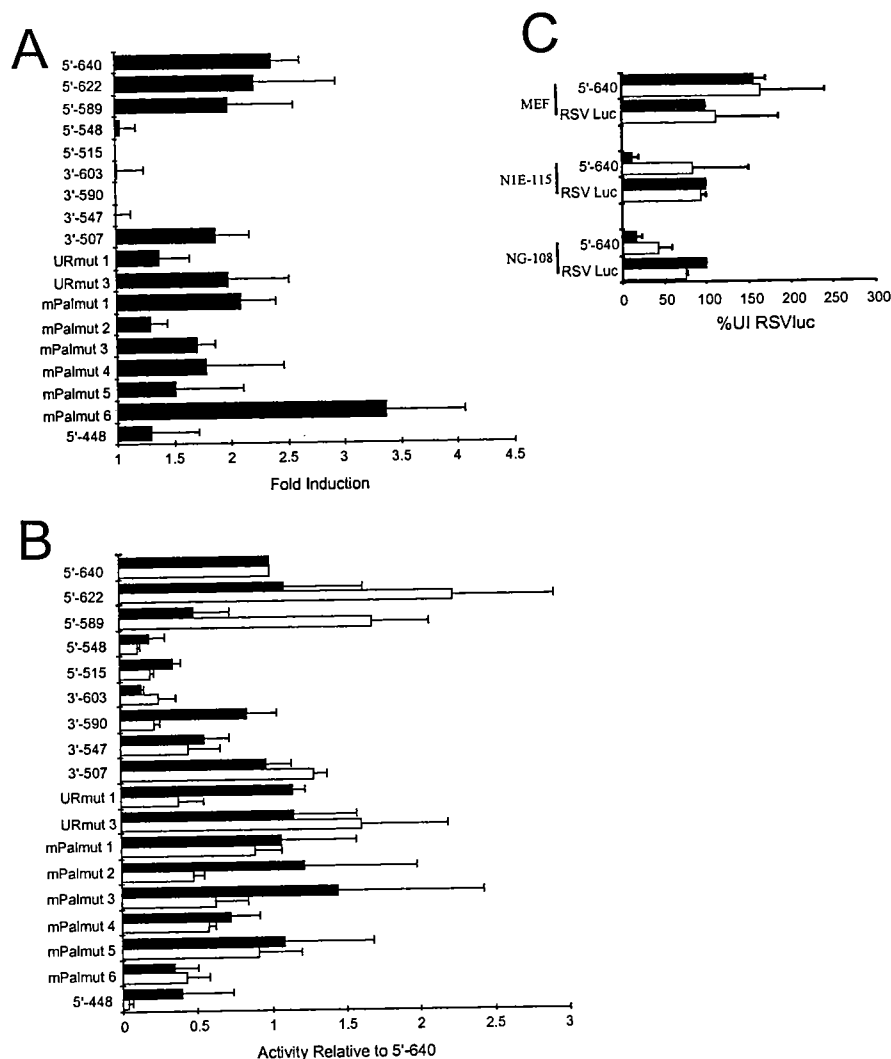 A
5'-640
5'-622
5'-589
5'-548
5'-515
3'-603
3'-590
3'-547
3'-507
URmut 1
URmut 3
mPalmut 1
mPalmut 2
mPalmut 3
mPalmut 4
mPalmut 5
mPalmut 6
5'-448
1 1.5 2 2.5 3 3.5 4 4.5
Fold Induction
C
MEF
5'-640
RSV Luc
N1E-115
5'-640
RSV Luc
NG-108
5'-640
RSV Luc
0 50 100 150 200 250 300
%UI RSVluc
B
5'-640
5'-622
5'-589
5'-548
5'-515
3'-603
3'-590
3'-547
3'-507
URmut 1
URmut 3
mPalmut 1
mPalmut 2
mPalmut 3
mPalmut 4
mPalmut 5
mPalmut 6
5'-448
0 0.5 1 1.5 2 2.5 3
Activity Relative to 5'-640